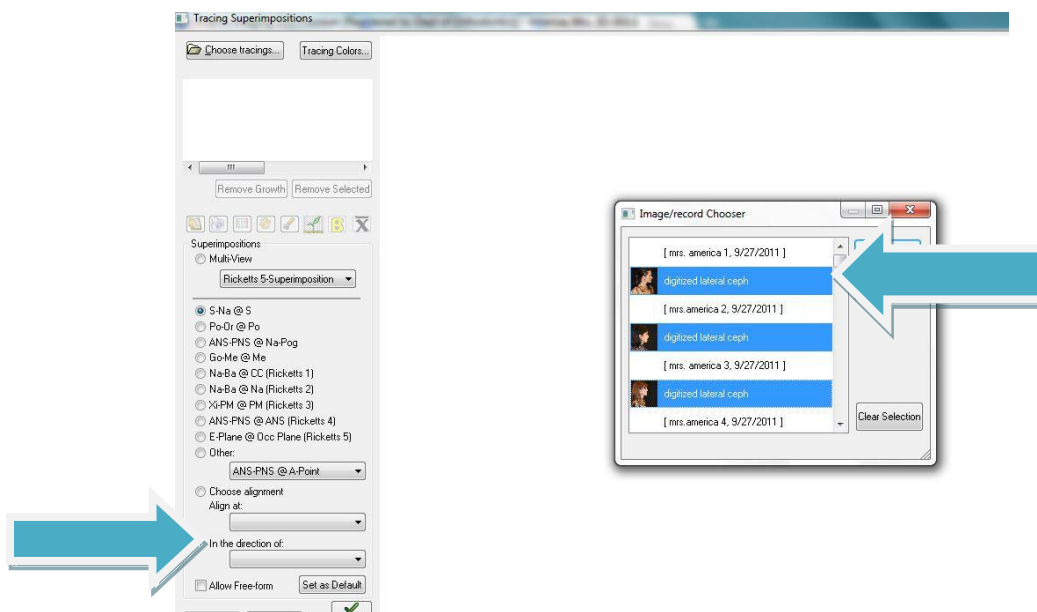 Tracing Superimpositions
Choose tracings...
Tracing Colors...
Remove Growth
Remove Selected
B
X
Superimpositions
Multi-View
Ricketts 5-Superimposition
S-Na @ S
Po-Or @ Po
ANS-PNS @ Na-Pog
Go-Me @ Me
Na-Ba @ CC (Ricketts 1)
Na-Ba @ Na (Ricketts 2)
Xi-PM @ PM (Ricketts 3)
ANS-PNS @ ANS (Ricketts 4)
E-Plane @ Occ Plane (Ricketts 5)
Other:
ANS-PNS @ A-Point
Choose alignment
Align at:
In the direction of:
Allow Free-form
Set as Default
Image/record Chooser
[ mrs. america 1, 9/27/2011 ]
digitized lateral ceph
[ mrs.america 2, 9/27/2011 ]
digitized lateral ceph
[ mrs. america 3, 9/27/2011 ]
digitized lateral ceph
[ mrs.america 4, 9/27/2011 ]
Clear Selection